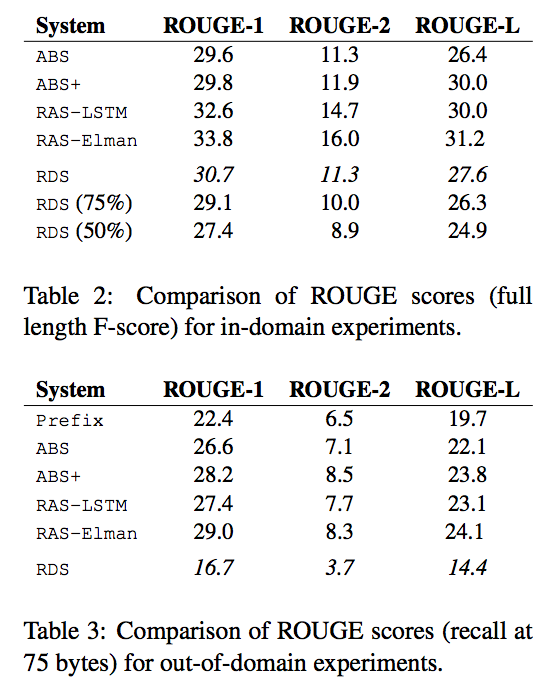 System ROUGE-1 ROUGE-2 ROUGE-L
ABS 29.6 11.3 26.4
ABS+ 29.8 11.9 30.0
RAS-LSTM 32.6 14.7 30.0
RAS-Elman 33.8 16.0 31.2
RDS 30.7 11.3 27.6
RDS (75%) 29.1 10.0 26.3
RDS (50%) 27.4 8.9 24.9
Table 2: Comparison of ROUGE scores (full
length F-score) for in-domain experiments.
System ROUGE-1 ROUGE-2 ROUGE-L
Prefix 22.4 6.5 19.7
ABS 26.6 7.1 22.1
ABS+ 28.2 8.5 23.8
RAS-LSTM 27.4 7.7 23.1
RAS-Elman 29.0 8.3 24.1
RDS 16.7 3.7 14.4
Table 3: Comparison of ROUGE scores (recall at
75 bytes) for out-of-domain experiments.